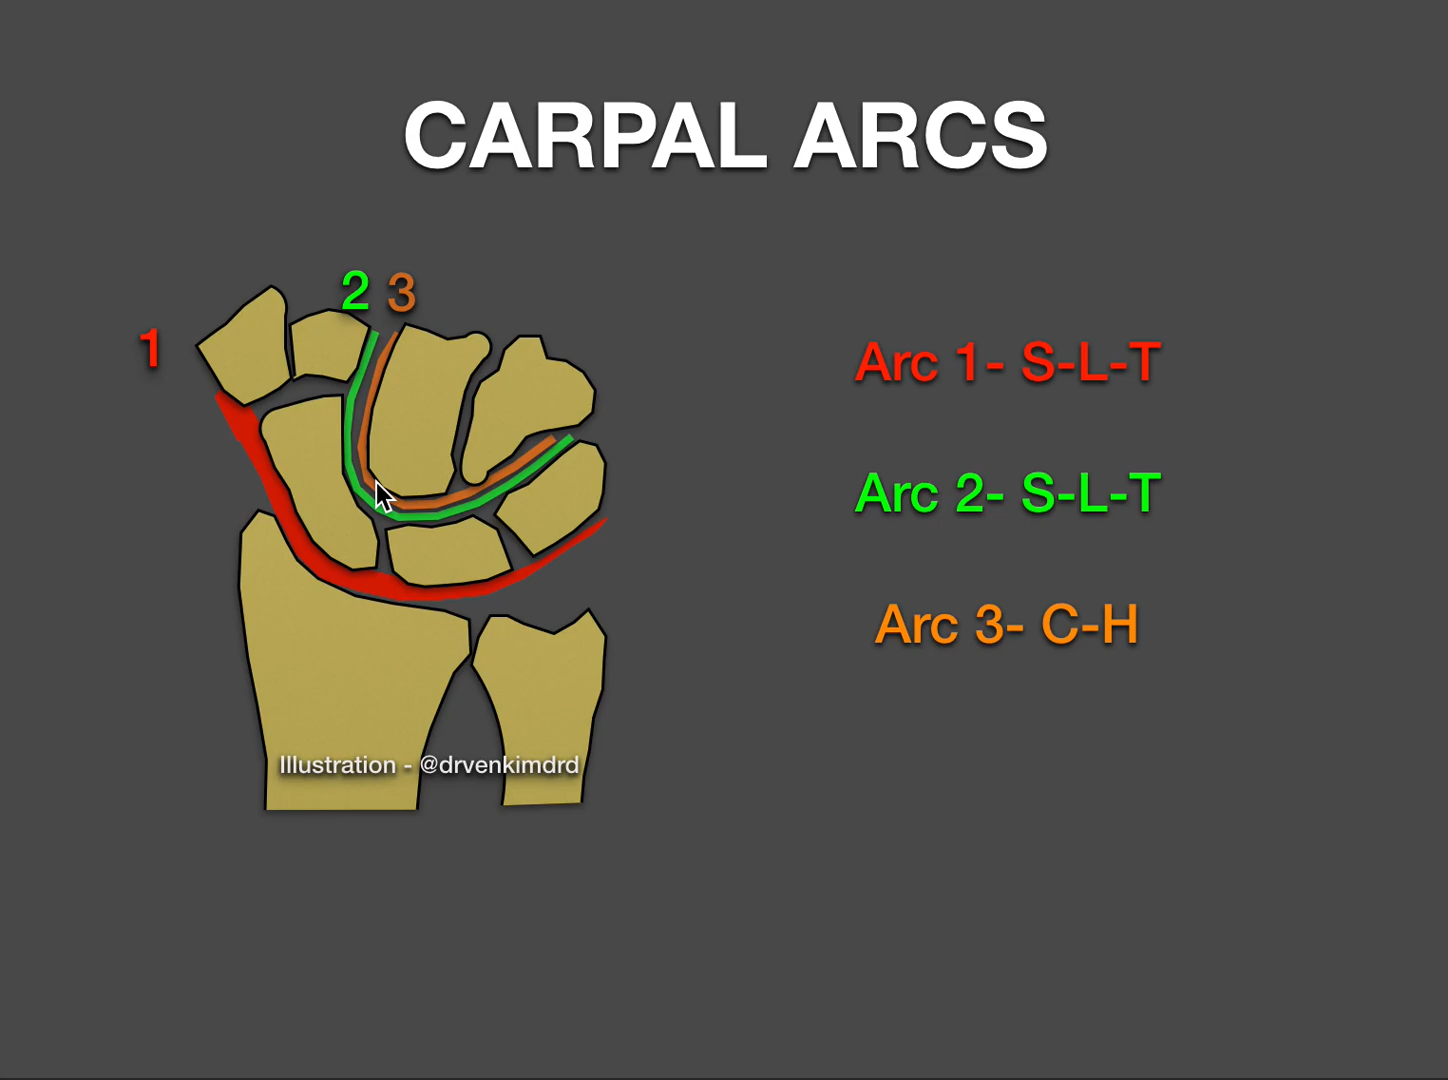 CARPAL ARCS
1
2 3
Arc 1- S-L-T
Arc 2- S-L-T
Arc 3- C-H
Illustration - @drvenkimdrd